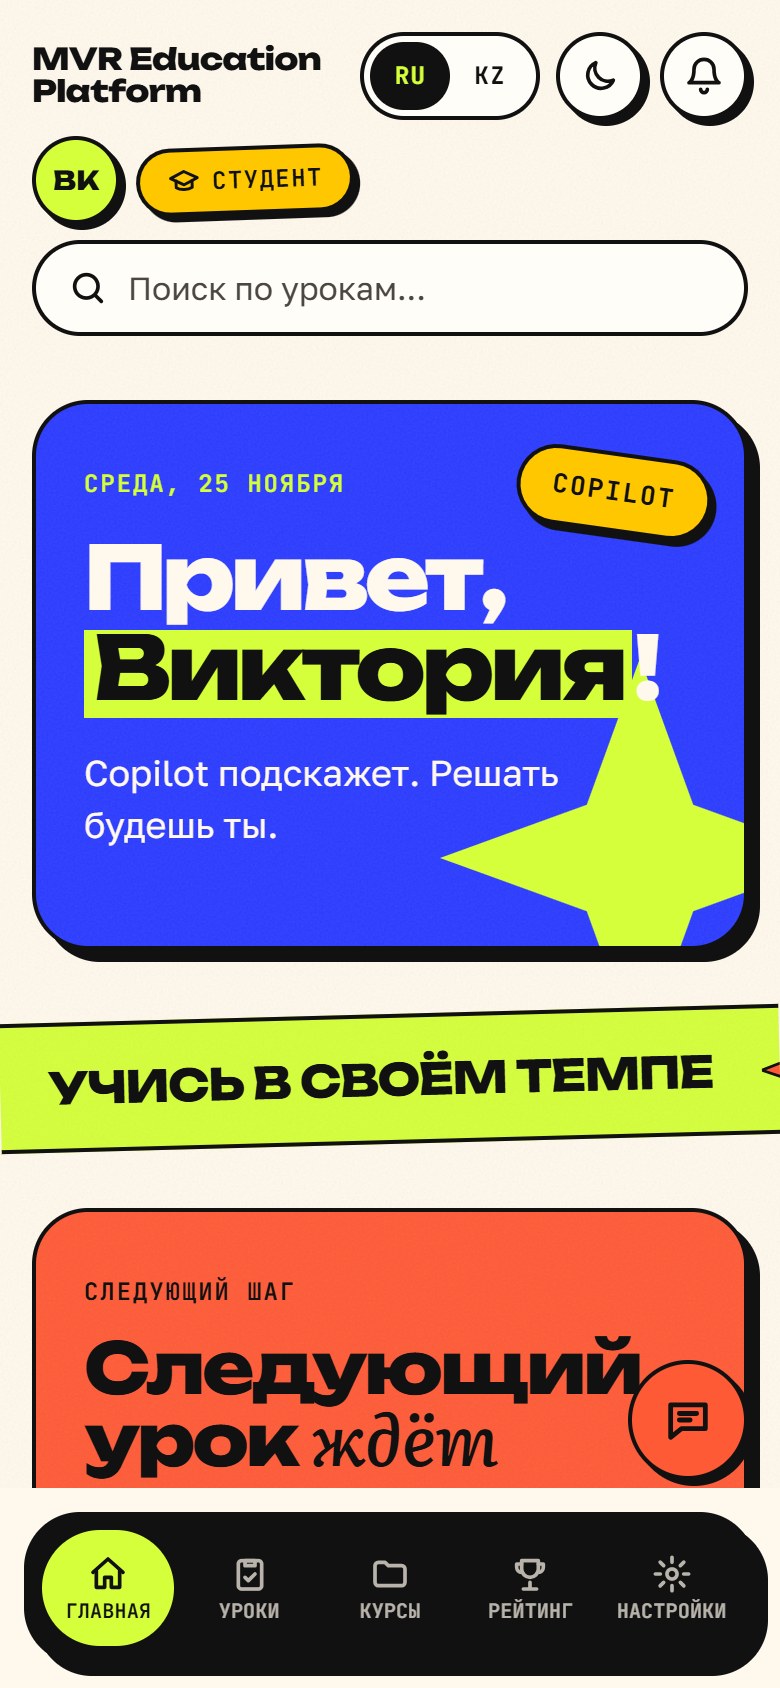 MVR Education
Platform
RU KZ
ВК
СТУДЕНТ
Поиск по урокам...
СРЕДА, 25 НОЯБРЯ
COPILOT
Привет,
Виктория!
Copilot подскажет. Решать
будешь ты.
УЧИСЬ В СВОЁМ ТЕМПЕ
СЛЕДУЮЩИЙ ШАГ
Следующий
урок ждёт
ГЛАВНАЯ УРОКИ КУРСЫ РЕЙТИНГ НАСТРОЙКИ